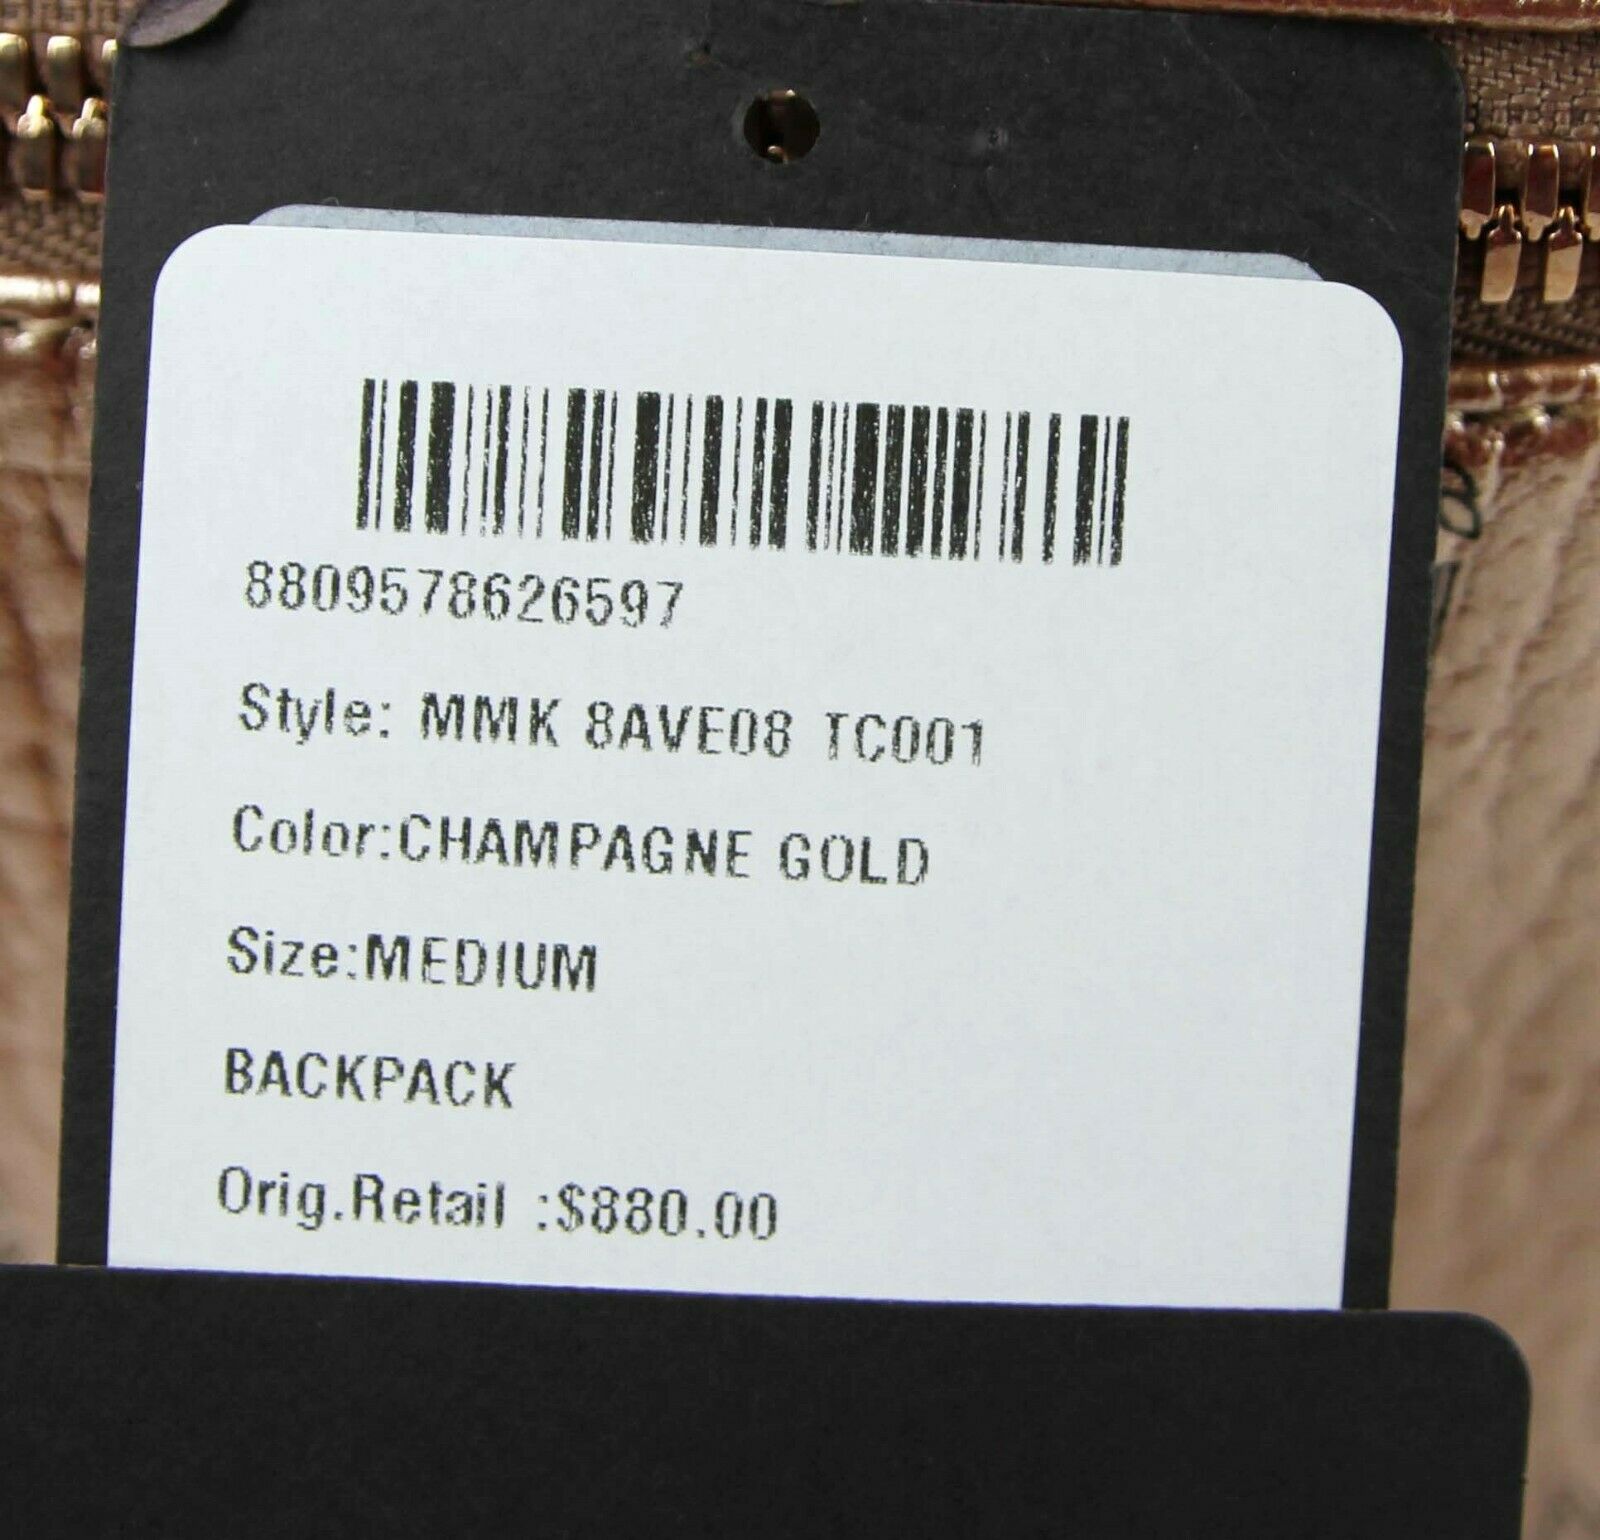 8809578626597
Style: MMK 8AVE08 TC001
Color:CHAMPAGNE GOLD
Size:MEDIUM
BACKPACK
Orig.Retail :$880.00